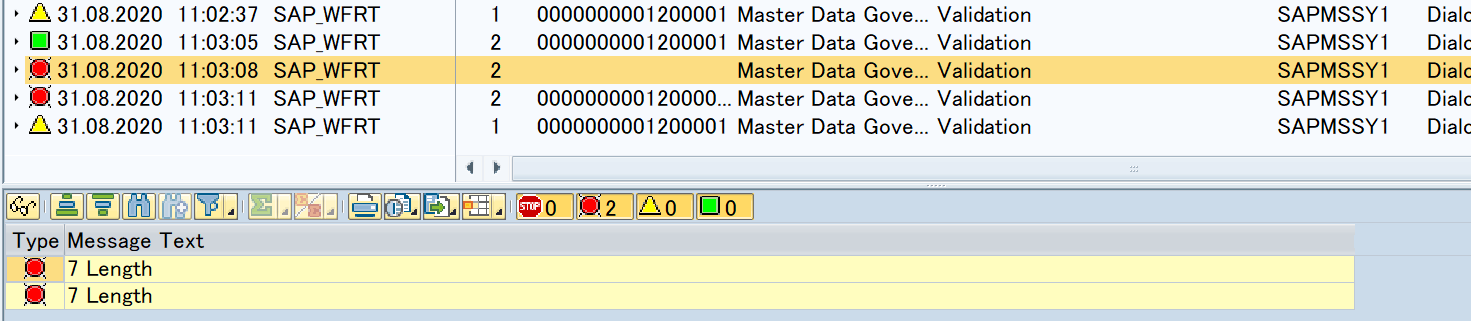 31.08.2020 11:02:37 SAP_WFRT 1 0000000001200001 Master Data Gove... Validation SAPMSSY1 Dialo
31.08.2020 11:03:05 SAP_WFRT 2 0000000001200001 Master Data Gove... Validation SAPMSSY1 Dialo
31.08.2020 11:03:08 SAP_WFRT 2 Master Data Gove... Validation SAPMSSY1 Dialo
31.08.2020 11:03:11 SAP_WFRT 2 000000000120000... Master Data Gove... Validation SAPMSSY1 Dialo
31.08.2020 11:03:11 SAP_WFRT 1 0000000001200001 Master Data Gove... Validation SAPMSSY1 Dialo
STOP 0 2 0 0
Type Message Text
7 Length
7 Length